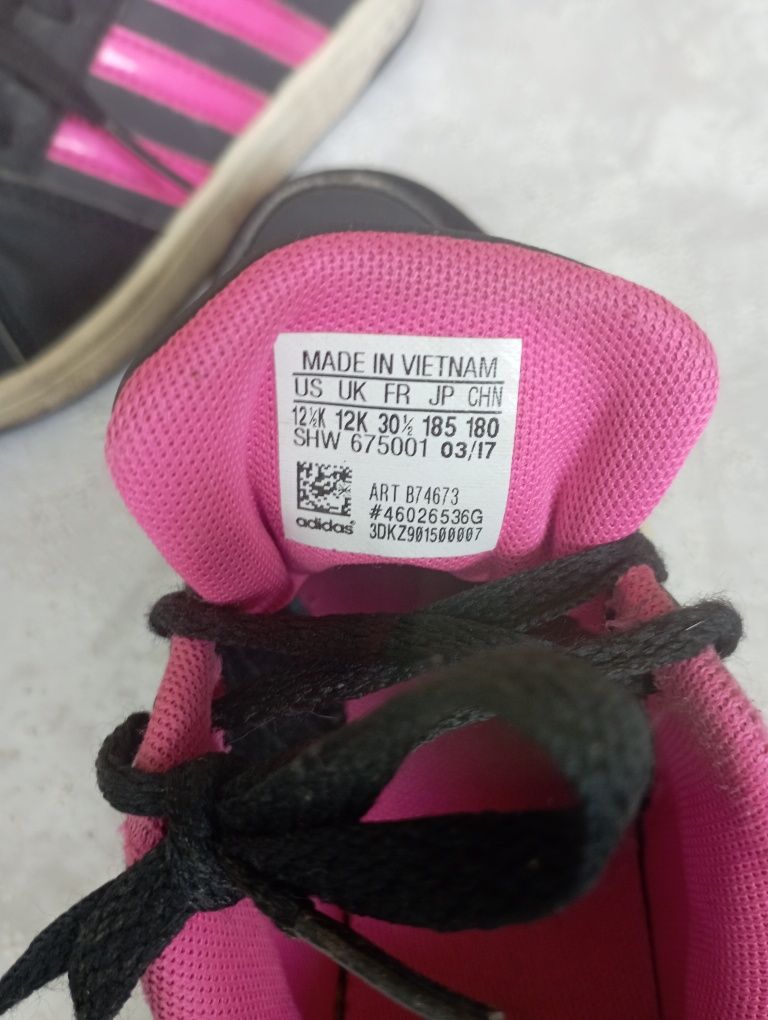 MADE IN VIETNAM
US UK FR JP CHN
12½K 12K 30½ 185 180
SHW 675001 03/17
ART B74673
#46026536G
adidas® 3DKZ901500007